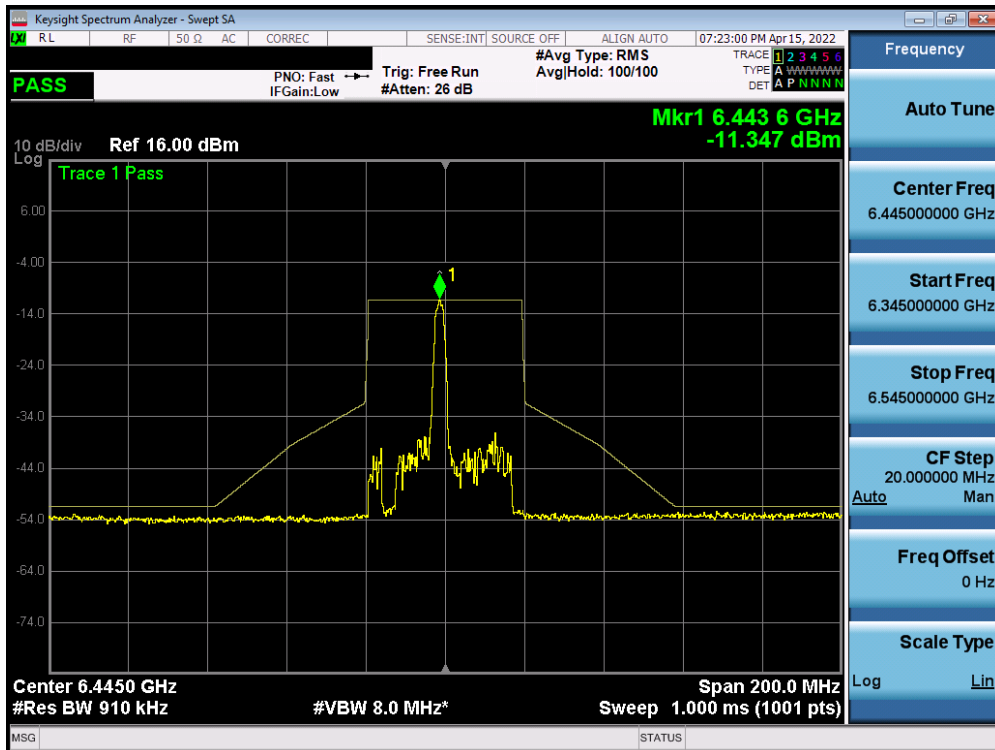 Keysight Spectrum Analyzer - Swept SA
LXI RL RF 50 Ω AC CORREC SENSE:INT SOURCE OFF ALIGN AUTO 07:23:00 PM Apr 15, 2022
PASS
PNO: Fast
IFGain:Low
Trig: Free Run
#Atten: 26 dB
#Avg Type: RMS
Avg|Hold: 100/100
TRACE 1 2 3 4 5 6
TYPE A WWWWW
DET A P N N N N
Mkr1 6.443 6 GHz
-11.347 dBm
10 dB/div
Log
Ref 16.00 dBm
Trace 1 Pass
1
6.00
-4.00
-14.0
-24.0
-34.0
-44.0
-54.0
-64.0
-74.0
Center 6.4450 GHz
#Res BW 910 kHz
#VBW 8.0 MHz*
Span 200.0 MHz
Sweep 1.000 ms (1001 pts)
MSG
STATUS
Frequency
Auto Tune
Center Freq
6.445000000 GHz
Start Freq
6.345000000 GHz
Stop Freq
6.545000000 GHz
CF Step
20.000000 MHz
Auto Man
Freq Offset
0 Hz
Scale Type
Log Lin